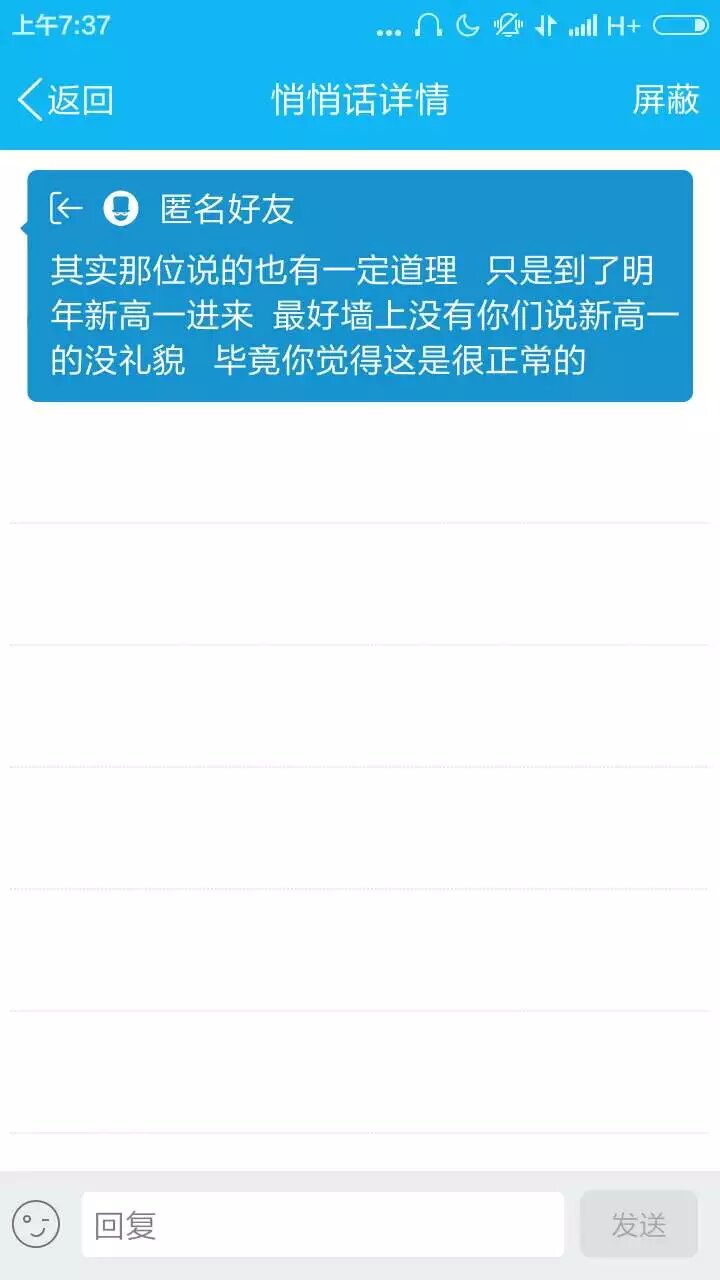 上午7:37
... H+
返回 悄悄话详情 屏蔽
匿名好友
其实那位说的也有一定道理 只是到了明
年新高一进来 最好墙上没有你们说新高一
的没礼貌 毕竟你觉得这是很正常的
回复 发送